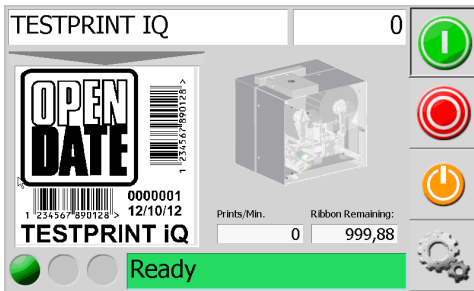 TESTPRINT IQ
0
OPEN
DATE
1 234567 890128 >
1 234567 890128 >
0000001
12/10/12
TESTPRINT iQ
Prints/Min.
Ribbon Remaining:
0
999,88
Ready